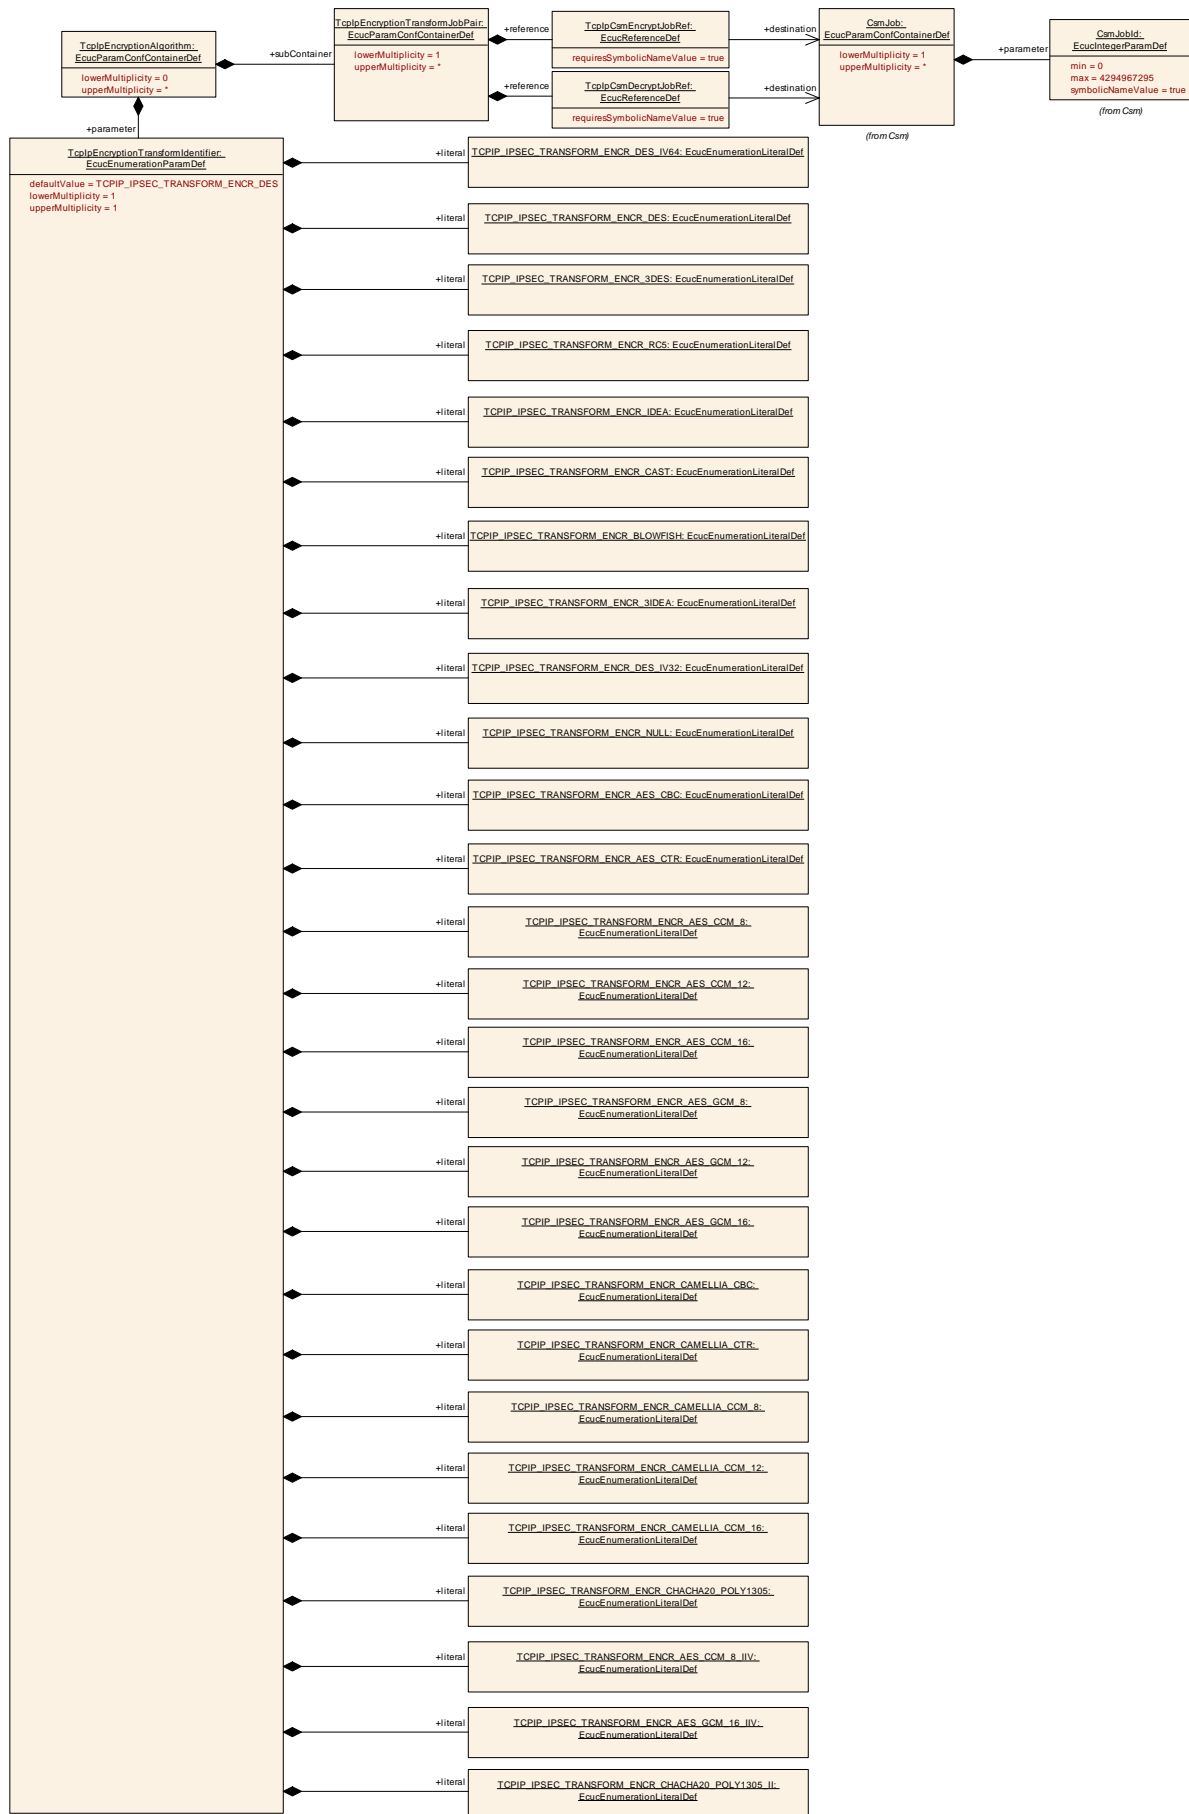 TcpIpEncryptionAlgorithm:
EcucParamConfContainerDef
lowerMultiplicity = 0
upperMultiplicity = *
+subContainer
TcpIpEncryptionTransformJobPair:
EcucParamConfContainerDef
lowerMultiplicity = 1
upperMultiplicity = *
+reference
TcpIpCsmEncryptJobRef:
EcucReferenceDef
requiresSymbolicNameValue = true
+destination
+reference
TcpIpCsmDecryptJobRef:
EcucReferenceDef
requiresSymbolicNameValue = true
+destination
CsmJob:
EcucParamConfContainerDef
lowerMultiplicity = 1
upperMultiplicity = *
(from Csm)
+parameter
CsmJobId:
EcucIntegerParamDef
min = 0
max = 4294967295
symbolicNameValue = true
(from Csm)
+parameter
TcpIpEncryptionTransformIdentifier:
EcucEnumerationParamDef
defaultValue = TCPIP_IPSEC_TRANSFORM_ENCR_DES
lowerMultiplicity = 1
upperMultiplicity = 1
+literal
TCPIP_IPSEC_TRANSFORM_ENCR_DES_IV64: EcucEnumerationLiteralDef
+literal
TCPIP_IPSEC_TRANSFORM_ENCR_DES: EcucEnumerationLiteralDef
+literal
TCPIP_IPSEC_TRANSFORM_ENCR_3DES: EcucEnumerationLiteralDef
+literal
TCPIP_IPSEC_TRANSFORM_ENCR_RC5: EcucEnumerationLiteralDef
+literal
TCPIP_IPSEC_TRANSFORM_ENCR_IDEA: EcucEnumerationLiteralDef
+literal
TCPIP_IPSEC_TRANSFORM_ENCR_CAST: EcucEnumerationLiteralDef
+literal
TCPIP_IPSEC_TRANSFORM_ENCR_BLOWFISH: EcucEnumerationLiteralDef
+literal
TCPIP_IPSEC_TRANSFORM_ENCR_3IDEA: EcucEnumerationLiteralDef
+literal
TCPIP_IPSEC_TRANSFORM_ENCR_DES_IV32: EcucEnumerationLiteralDef
+literal
TCPIP_IPSEC_TRANSFORM_ENCR_NULL: EcucEnumerationLiteralDef
+literal
TCPIP_IPSEC_TRANSFORM_ENCR_AES_CBC: EcucEnumerationLiteralDef
+literal
TCPIP_IPSEC_TRANSFORM_ENCR_AES_CTR: EcucEnumerationLiteralDef
+literal
TCPIP_IPSEC_TRANSFORM_ENCR_AES_CCM_8:
EcucEnumerationLiteralDef
+literal
TCPIP_IPSEC_TRANSFORM_ENCR_AES_CCM_12:
EcucEnumerationLiteralDef
+literal
TCPIP_IPSEC_TRANSFORM_ENCR_AES_CCM_16:
EcucEnumerationLiteralDef
+literal
TCPIP_IPSEC_TRANSFORM_ENCR_AES_GCM_8:
EcucEnumerationLiteralDef
+literal
TCPIP_IPSEC_TRANSFORM_ENCR_AES_GCM_12:
EcucEnumerationLiteralDef
+literal
TCPIP_IPSEC_TRANSFORM_ENCR_AES_GCM_16:
EcucEnumerationLiteralDef
+literal
TCPIP_IPSEC_TRANSFORM_ENCR_CAMELLIA_CBC:
EcucEnumerationLiteralDef
+literal
TCPIP_IPSEC_TRANSFORM_ENCR_CAMELLIA_CTR:
EcucEnumerationLiteralDef
+literal
TCPIP_IPSEC_TRANSFORM_ENCR_CAMELLIA_CCM_8:
EcucEnumerationLiteralDef
+literal
TCPIP_IPSEC_TRANSFORM_ENCR_CAMELLIA_CCM_12:
EcucEnumerationLiteralDef
+literal
TCPIP_IPSEC_TRANSFORM_ENCR_CAMELLIA_CCM_16:
EcucEnumerationLiteralDef
+literal
TCPIP_IPSEC_TRANSFORM_ENCR_CHACHA20_POLY1305:
EcucEnumerationLiteralDef
+literal
TCPIP_IPSEC_TRANSFORM_ENCR_AES_CCM_8_IIV:
EcucEnumerationLiteralDef
+literal
TCPIP_IPSEC_TRANSFORM_ENCR_AES_GCM_16_IIV:
EcucEnumerationLiteralDef
+literal
TCPIP_IPSEC_TRANSFORM_ENCR_CHACHA20_POLY1305_II:
EcucEnumerationLiteralDef